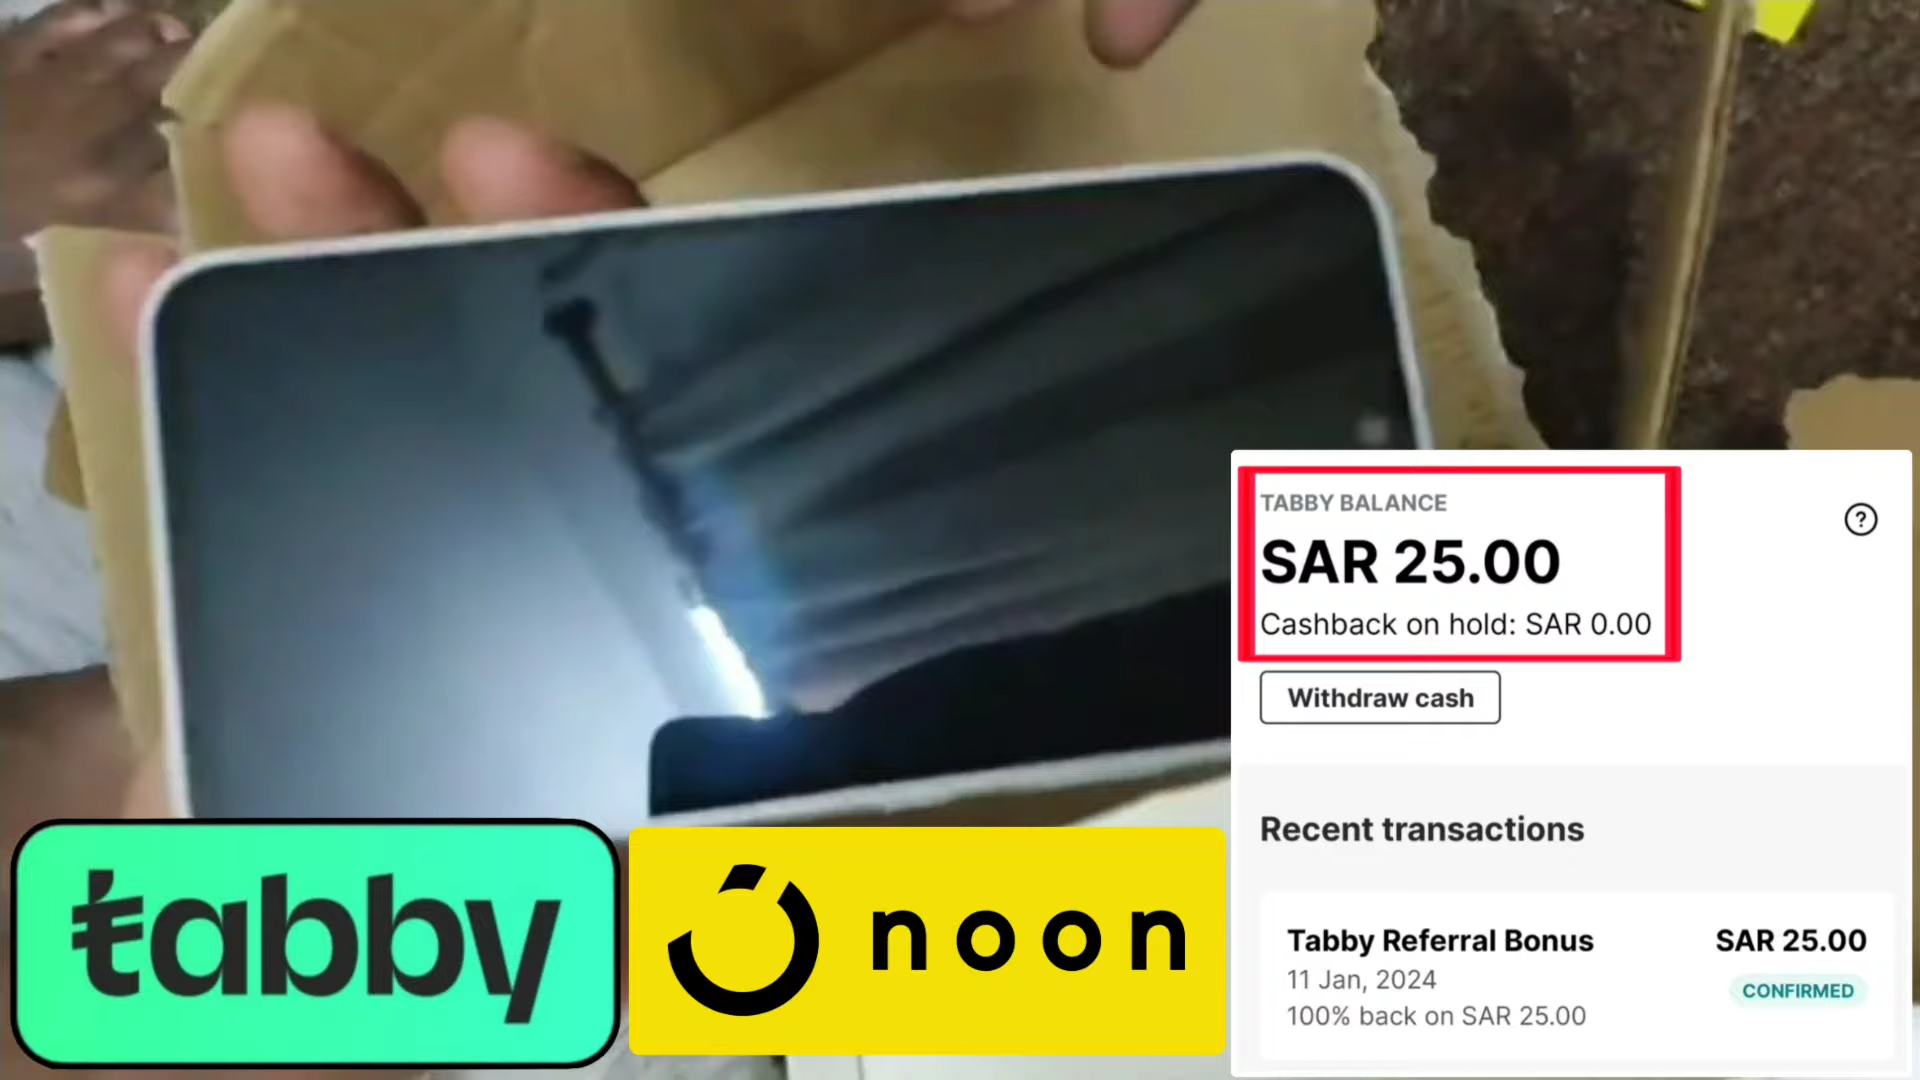 TABBY BALANCE
?
SAR 25.00
Cashback on hold: SAR 0.00
Withdraw cash
Recent transactions
Tabby Referral Bonus SAR 25.00
11 Jan, 2024
CONFIRMED
100% back on SAR 25.00
tabby
noon